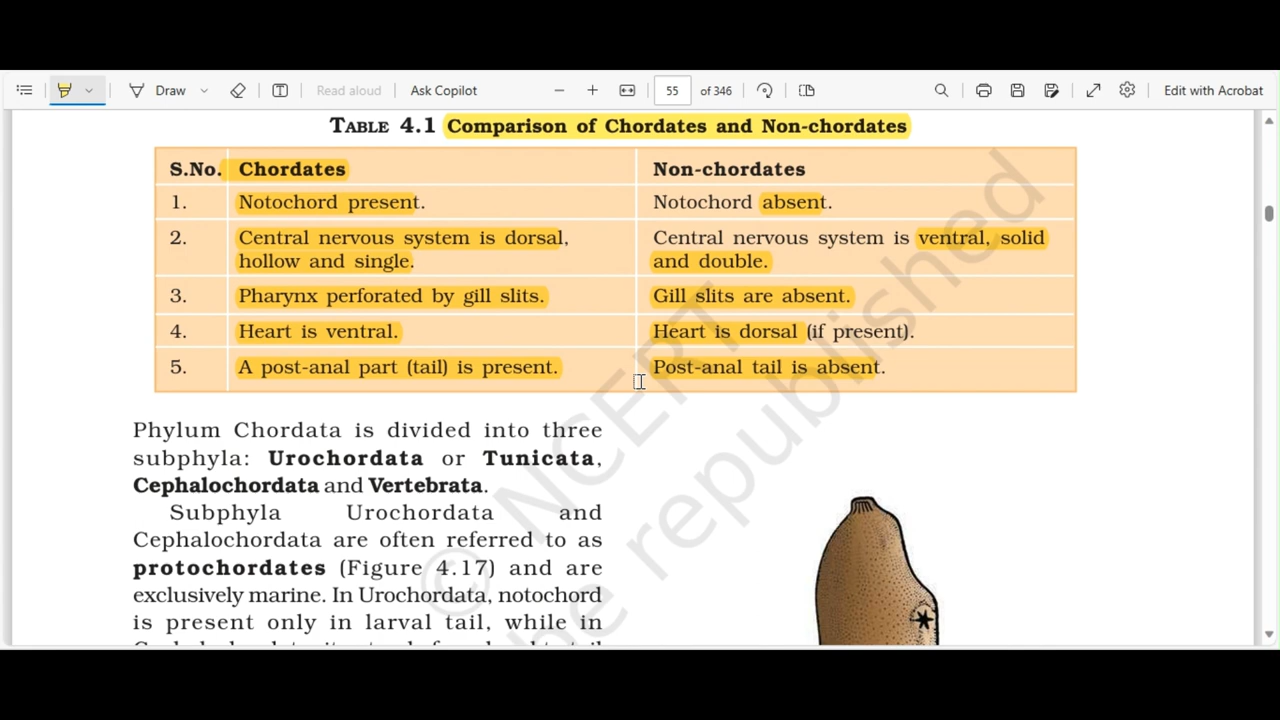 Draw
Read aloud
Ask Copilot
55 of 346
Edit with Acrobat
TABLE 4.1 Comparison of Chordates and Non-chordates
S.No. Chordates Non-chordates
1. Notochord present. Notochord absent.
2. Central nervous system is dorsal, Central nervous system is ventral, solid
hollow and single. and double.
3. Pharynx perforated by gill slits. Gill slits are absent.
4. Heart is ventral. Heart is dorsal (if present).
5. A post-anal part (tail) is present. Post-anal tail is absent.
Phylum Chordata is divided into three
subphyla: Urochordata or Tunicata,
Cephalochordata and Vertebrata.
Subphyla Urochordata and
Cephalochordata are often referred to as
protochordates (Figure 4.17) and are
exclusively marine. In Urochordata, notochord
is present only in larval tail, while in
© NCERT
be republished